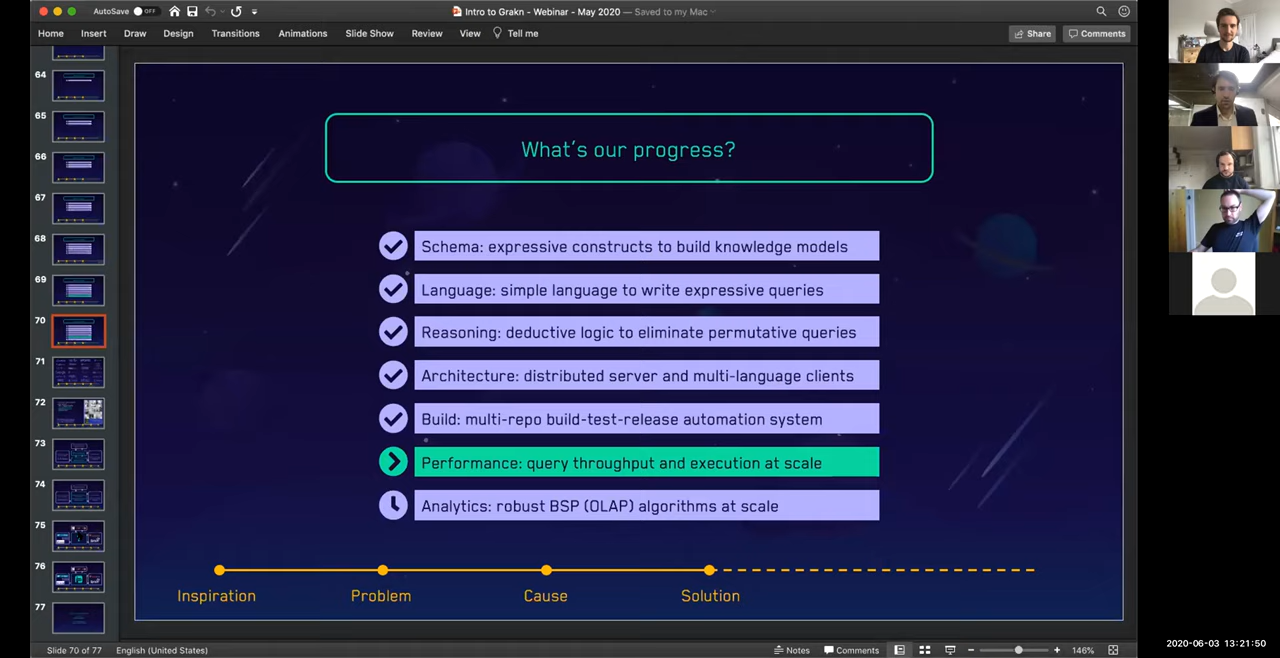 AutoSave OFF
Intro to Grakn - Webinar - May 2020 — Saved to my Mac
Home Insert Draw Design Transitions Animations Slide Show Review View Tell me Share Comments
64
65
66
67
68
69
70
71
72
73
74
75
76
77
What's our progress?
Schema: expressive constructs to build knowledge models
Language: simple language to write expressive queries
Reasoning: deductive logic to eliminate permutative queries
Architecture: distributed server and multi-language clients
Build: multi-repo build-test-release automation system
Performance: query throughput and execution at scale
Analytics: robust BSP (OLAP) algorithms at scale
Inspiration Problem Cause Solution
Slide 70 of 77 English (United States) Notes Comments 146%
2020-06-03 13:21:50